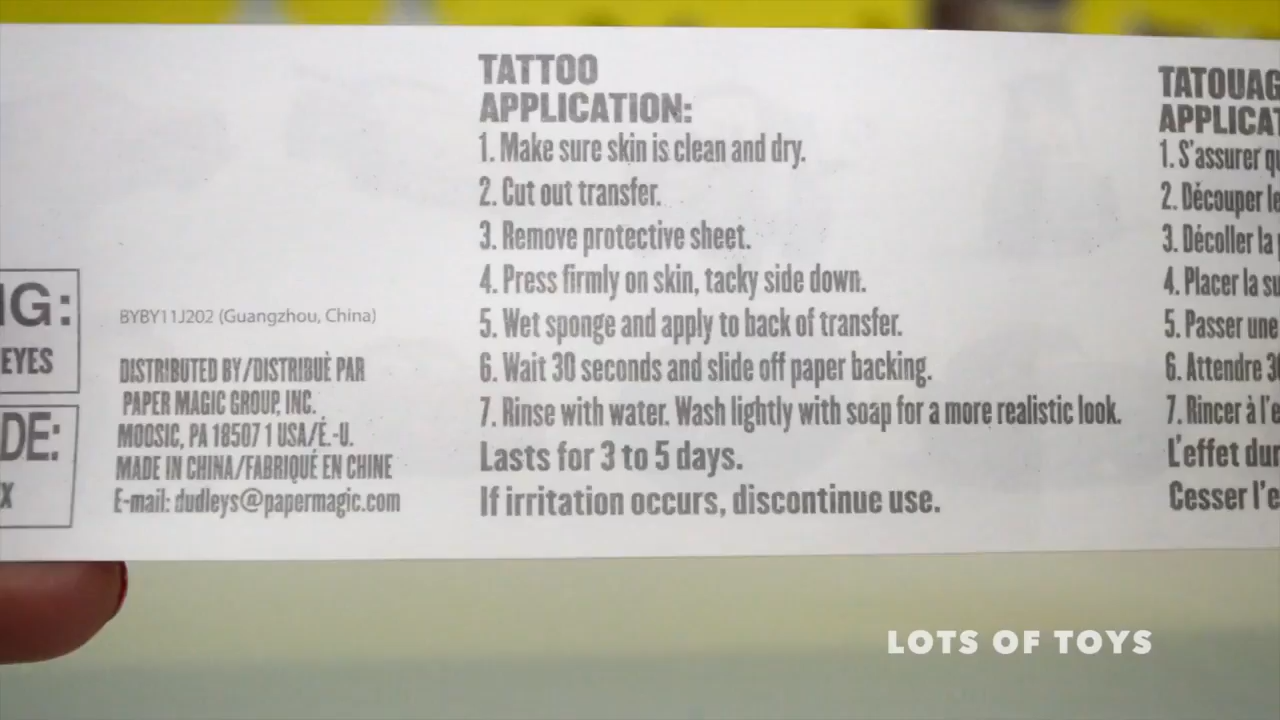 IG:
EYES
DE:
X
BYBY11J202 (Guangzhou, China)
DISTRIBUTED BY/DISTRIBUÈ PAR
PAPER MAGIC GROUP, INC.
MOOSIC, PA 18507 1 USA/É.-U.
MADE IN CHINA/FABRIQUÉ EN CHINE
E-mail: dudleys@papermagic.com
TATTOO
APPLICATION:
1. Make sure skin is clean and dry.
2. Cut out transfer.
3. Remove protective sheet.
4. Press firmly on skin, tacky side down.
5. Wet sponge and apply to back of transfer.
6. Wait 30 seconds and slide off paper backing.
7. Rinse with water. Wash lightly with soap for a more realistic look.
Lasts for 3 to 5 days.
If irritation occurs, discontinue use.
TATOUAG
APPLICAT
1. S'assurer qu
2. Découper le
3. Décoller la
4. Placer la su
5. Passer une
6. Attendre 30
7. Rincer à l'e
L'effet dur
Cesser l'e
LOTS OF TOYS